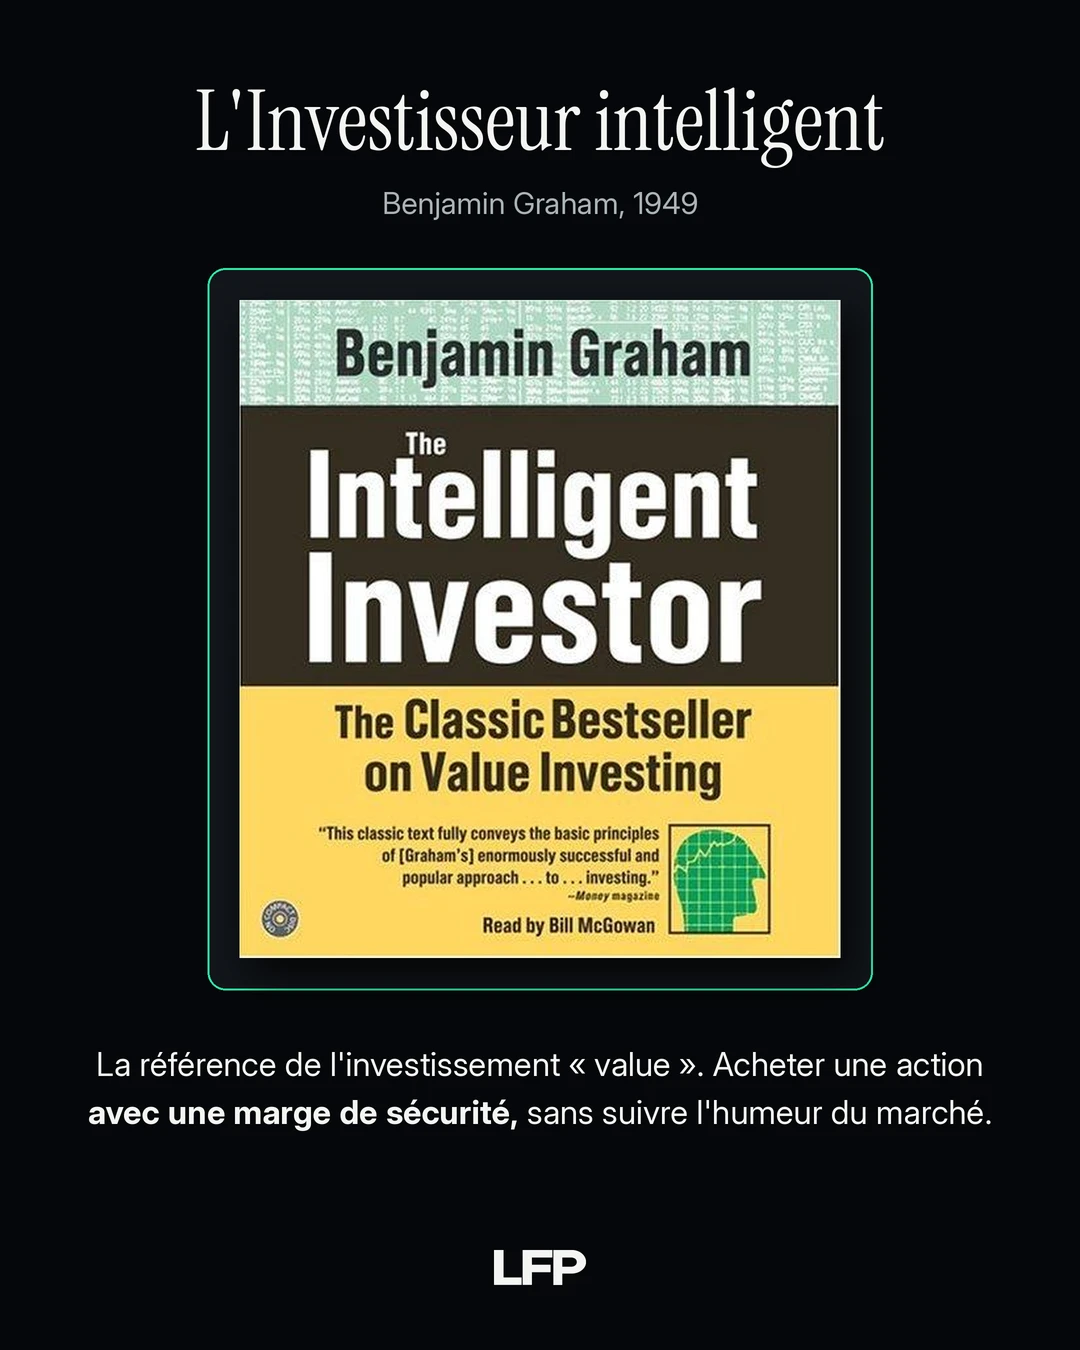 L'Investisseur intelligent
Benjamin Graham, 1949
Benjamin Graham
The
Intelligent
Investor
The Classic Bestseller
on Value Investing
“This classic text fully conveys the basic principles
of [Graham's] enormously successful and
popular approach . . . to . . . investing.”
–Money magazine
Read by Bill McGowan
ON COMPACT DISC
La référence de l'investissement « value ». Acheter une action
avec une marge de sécurité, sans suivre l'humeur du marché.
LFP